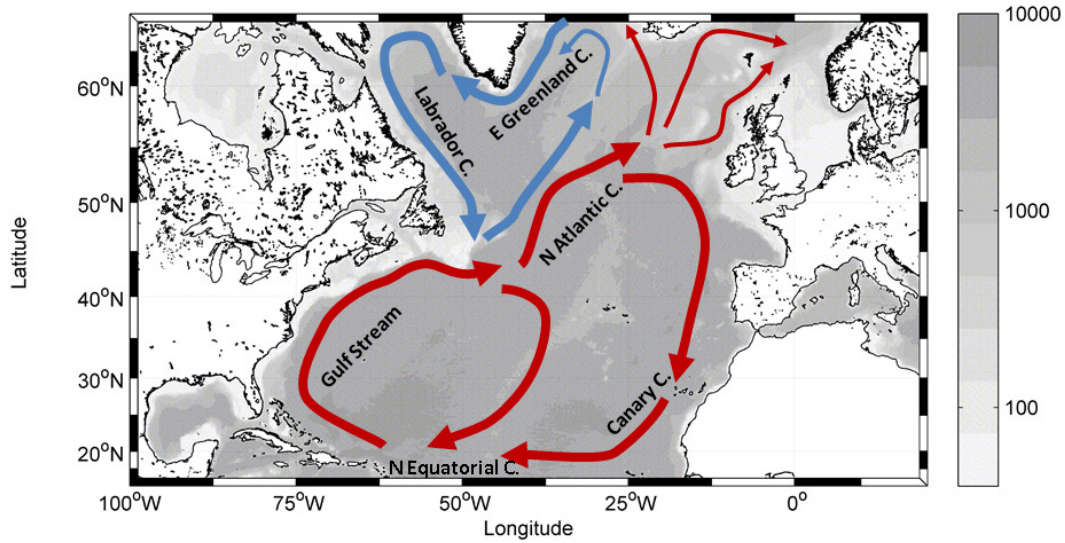 10000
60°N
E Greenland C.
Labrador C.
1000
50°N
N Atlantic C.
Latitude
40°N
Gulf Stream
30°N
100
Canary C.
20°N
N Equatorial C.
100°W
75°W
50°W
25°W
0°
Longitude